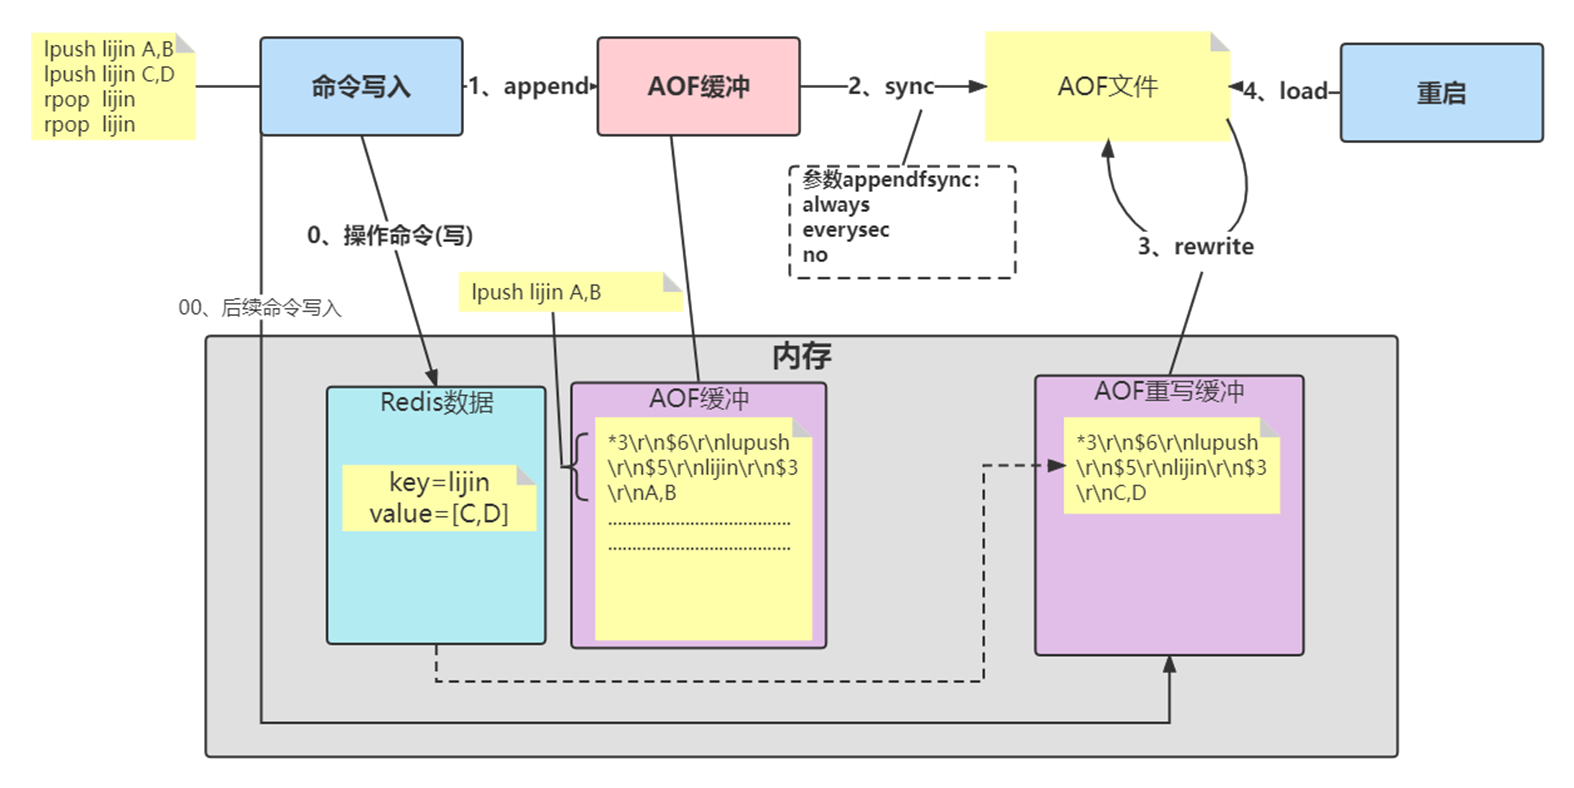 lpush lijin A,B
lpush lijin C,D
rpop  lijin
rpop  lijin
命令写入
1、append
AOF缓冲
2、sync
AOF文件
4、load
重启
参数appendfsync：
always
everysec
no
3、rewrite
0、操作命令(写)
00、后续命令写入
lpush lijin A,B
内存
Redis数据
key=lijin
value=[C,D]
AOF缓冲
*3\r\n$6\r\nlupush
\r\n$5\r\nlijin\r\n$3
\r\nA,B
......................................
......................................
AOF重写缓冲
*3\r\n$6\r\nlupush
\r\n$5\r\nlijin\r\n$3
\r\nC,D